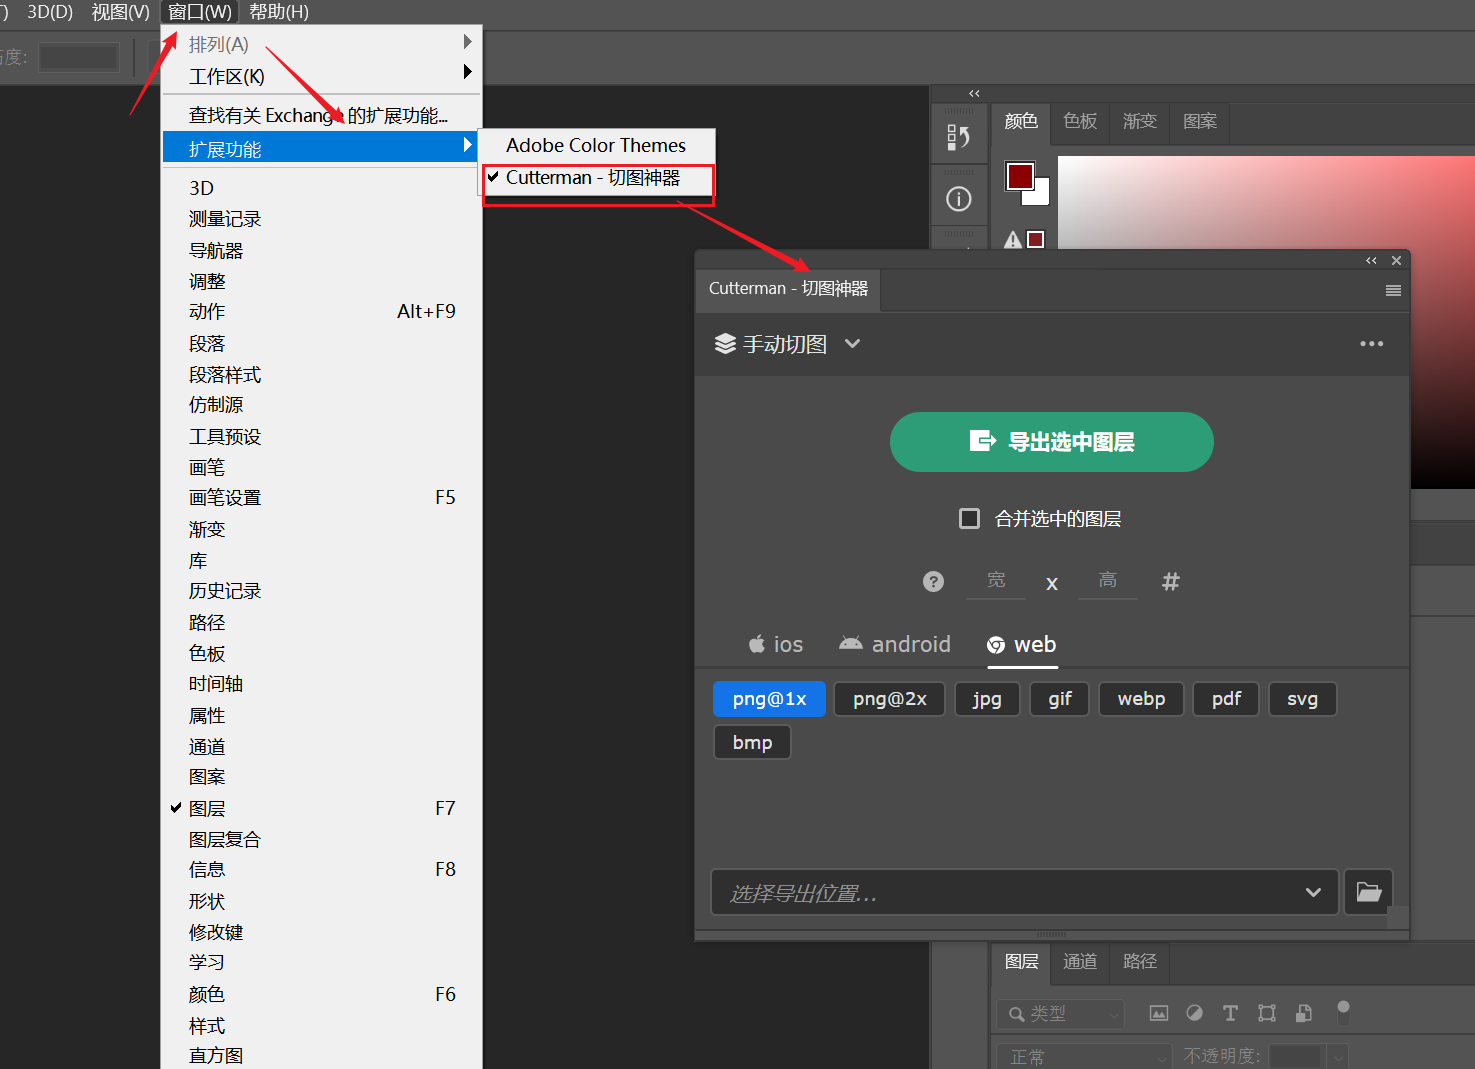 3D(D) 视图(V) 窗口(W) 帮助(H)
排列(A)
工作区(K)
查找有关 Exchange 的扩展功能...
扩展功能
Adobe Color Themes
Cutterman - 切图神器
3D
测量记录
导航器
调整
动作 Alt+F9
段落
段落样式
仿制源
工具预设
画笔
画笔设置 F5
渐变
库
历史记录
路径
色板
时间轴
属性
通道
图案
图层 F7
图层复合
信息 F8
形状
修改键
学习
颜色 F6
样式
直方图
颜色 色板 渐变 图案
Cutterman - 切图神器
手动切图
导出选中图层
合并选中的图层
宽 x 高 #
ios android web
png@1x png@2x jpg gif webp pdf svg
bmp
选择导出位置...
图层 通道 路径
类型
正常 不透明度: